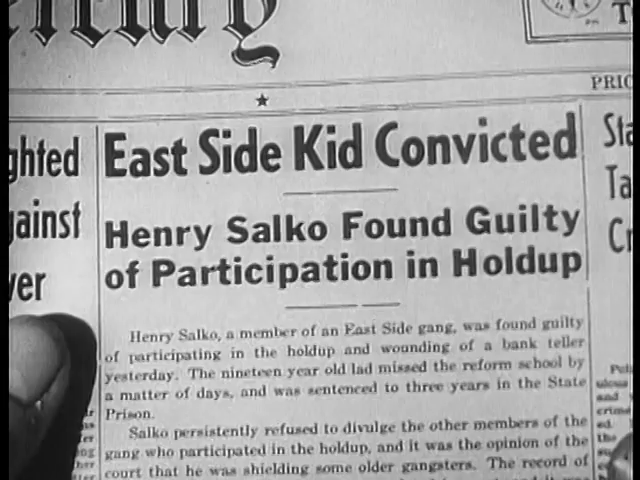 T
PRIC
★
ghted
ainst
ver
East Side Kid Convicted
Henry Salko Found Guilty
of Participation in Holdup
Henry Salko, a member of an East Side gang, was found guilty
of participating in the holdup and wounding of a bank teller
yesterday. The nineteen year old lad missed the reform school by
a matter of days, and was sentenced to three years in the State
Prison.
Salko persistently refused to divulge the other members of the
gang who participated in the holdup, and it was the opinion of the
court that he was shielding some older gangsters. The record of
Sta
Ta
Cr